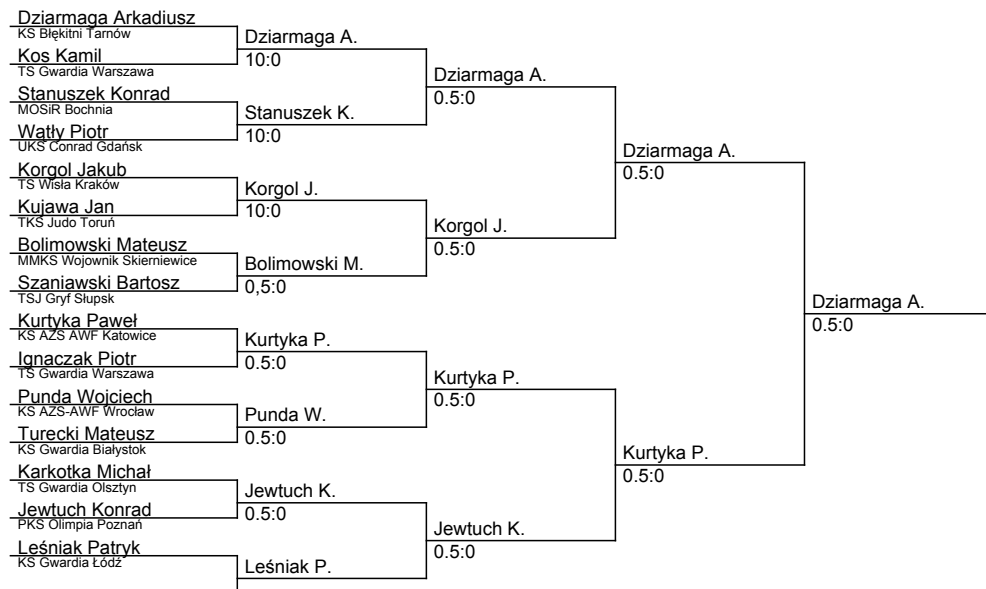 Dziarmaga Arkadiusz
KS Błękitni Tarnów
Kos Kamil
TS Gwardia Warszawa
Stanuszek Konrad
MOSiR Bochnia
Wątły Piotr
UKS Conrad Gdańsk
Korgol Jakub
TS Wisła Kraków
Kujawa Jan
TKS Judo Toruń
Bolimowski Mateusz
MMKS Wojownik Skierniewice
Szaniawski Bartosz
TSJ Gryf Słupsk
Kurtyka Paweł
KS AZS AWF Katowice
Ignaczak Piotr
TS Gwardia Warszawa
Punda Wojciech
KS AZS-AWF Wrocław
Turecki Mateusz
KS Gwardia Białystok
Karkotka Michał
TS Gwardia Olsztyn
Jewtuch Konrad
PKS Olimpia Poznań
Leśniak Patryk
KS Gwardia Łódź
Dziarmaga A.
10:0
Stanuszek K.
10:0
Korgol J.
10:0
Bolimowski M.
0,5:0
Kurtyka P.
0.5:0
Punda W.
0.5:0
Jewtuch K.
0.5:0
Leśniak P.
Dziarmaga A.
0.5:0
Korgol J.
0.5:0
Kurtyka P.
0.5:0
Jewtuch K.
0.5:0
Dziarmaga A.
0.5:0
Kurtyka P.
0.5:0
Dziarmaga A.
0.5:0